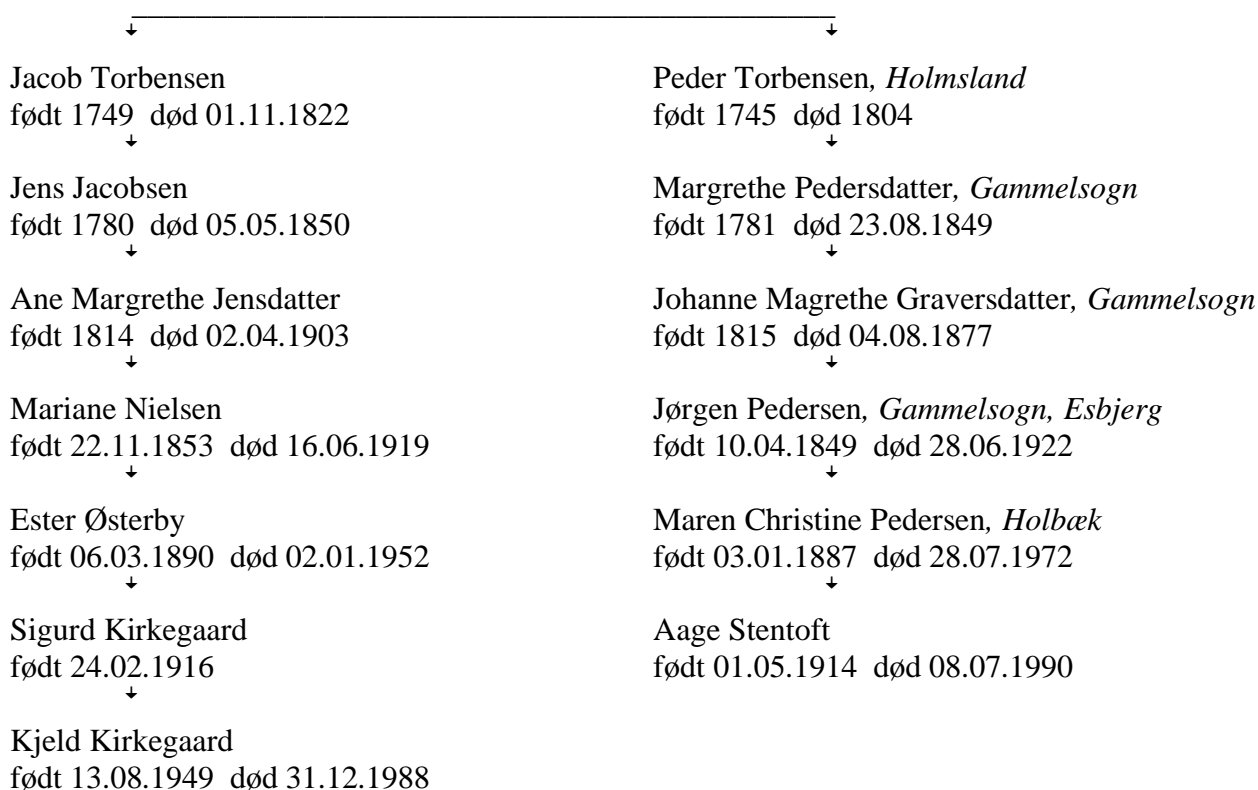 Jacob Torbensen
født 1749 død 01.11.1822
Jens Jacobsen
født 1780 død 05.05.1850
Ane Margrethe Jensdatter
født 1814 død 02.04.1903
Mariane Nielsen
født 22.11.1853 død 16.06.1919
Ester Østerby
født 06.03.1890 død 02.01.1952
Sigurd Kirkegaard
født 24.02.1916
Kjeld Kirkegaard
født 13.08.1949 død 31.12.1988
Peder Torbensen, Holmsland
født 1745 død 1804
Margrethe Pedersdatter, Gammelsogn
født 1781 død 23.08.1849
Johanne Magrethe Graversdatter, Gammelsogn
født 1815 død 04.08.1877
Jørgen Pedersen, Gammelsogn, Esbjerg
født 10.04.1849 død 28.06.1922
Maren Christine Pedersen, Holbæk
født 03.01.1887 død 28.07.1972
Aage Stentoft
født 01.05.1914 død 08.07.1990